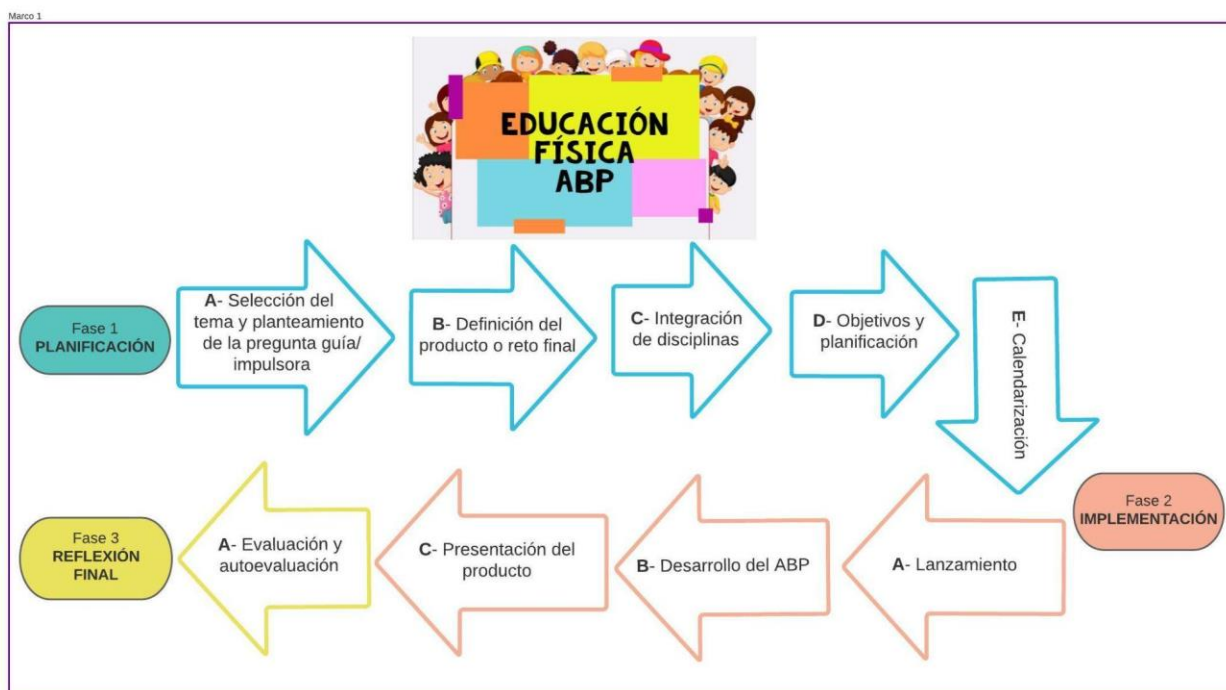 Marco 1
EDUCACIÓN
FÍSICA
ABP
Fase 1
PLANIFICACIÓN
A- Selección del
tema y planteamiento
de la pregunta guía/
impulsora
B- Definición del
producto o reto final
C- Integración
de disciplinas
D- Objetivos y
planificación
E- Calendarización
Fase 2
IMPLEMENTACIÓN
A- Lanzamiento
B- Desarrollo del ABP
C- Presentación del
producto
A- Evaluación y
autoevaluación
Fase 3
REFLEXIÓN
FINAL